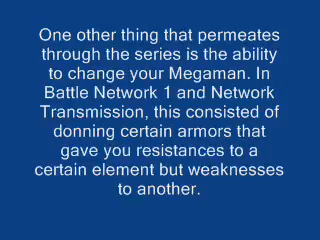 One other thing that permeates
through the series is the ability
to change your Megaman. In
Battle Network 1 and Network
Transmission, this consisted of
donning certain armors that
gave you resistances to a
certain element but weaknesses
to another.